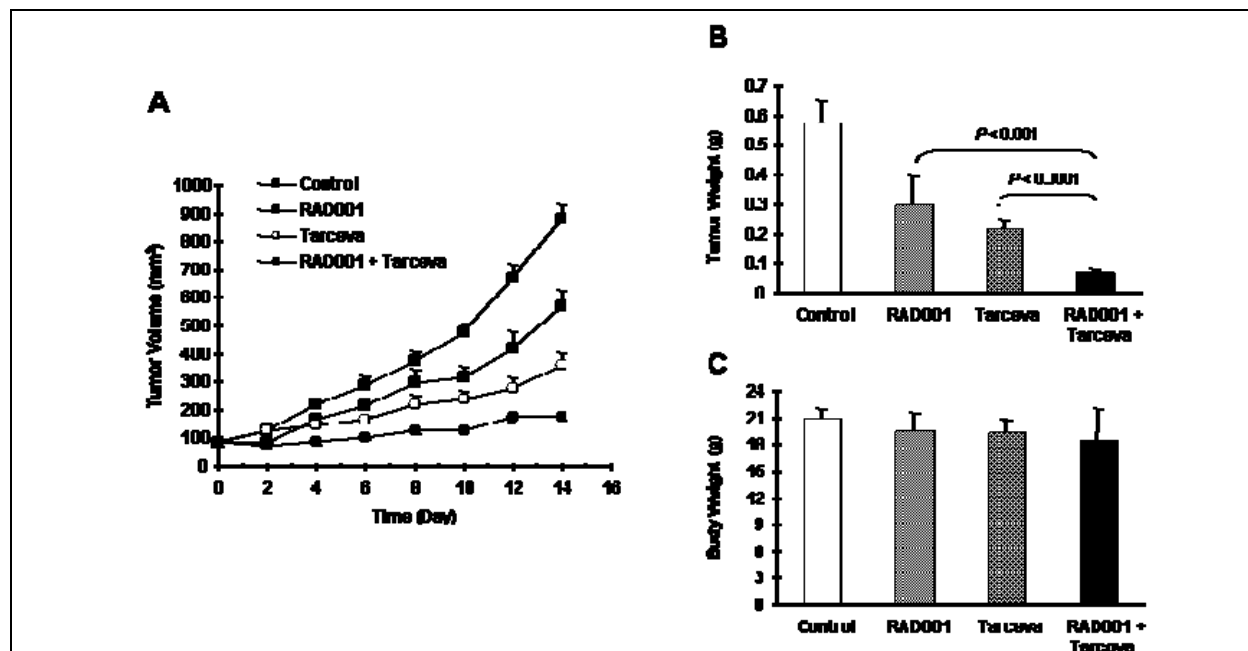 A
1000
900
800
700
600
500
400
300
200
100
0
Control
RAD001
Tarceva
RAD001 + Tarceva
Tumor Volume (mm³)
0 2 4 6 8 10 12 14 16
Time (Day)
B
0.7
0.6
0.5
0.4
0.3
0.2
0.1
0
Tumor Weight (g)
P<0.001
P<0.0001
Control RAD001 Tarceva RAD001 +
Tarceva
C
24
21
18
15
12
9
6
3
0
Body Weight (g)
Control RAD001 Tarceva RAD001 +
Tarceva